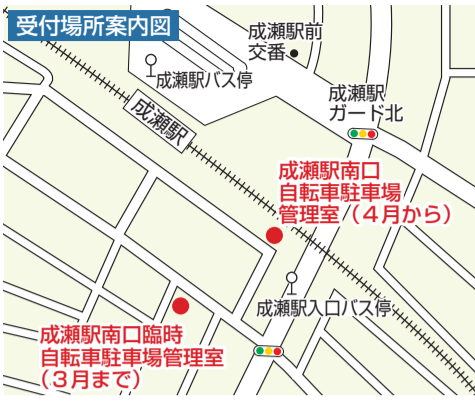 受付場所案内図
成瀬駅前
交番
成瀬駅バス停
成瀬駅
ガード北
成瀬駅
成瀬駅南口
自転車駐車場
管理室（４月から）
成瀬駅入口バス停
成瀬駅南口臨時
自転車駐車場管理室
（３月まで）